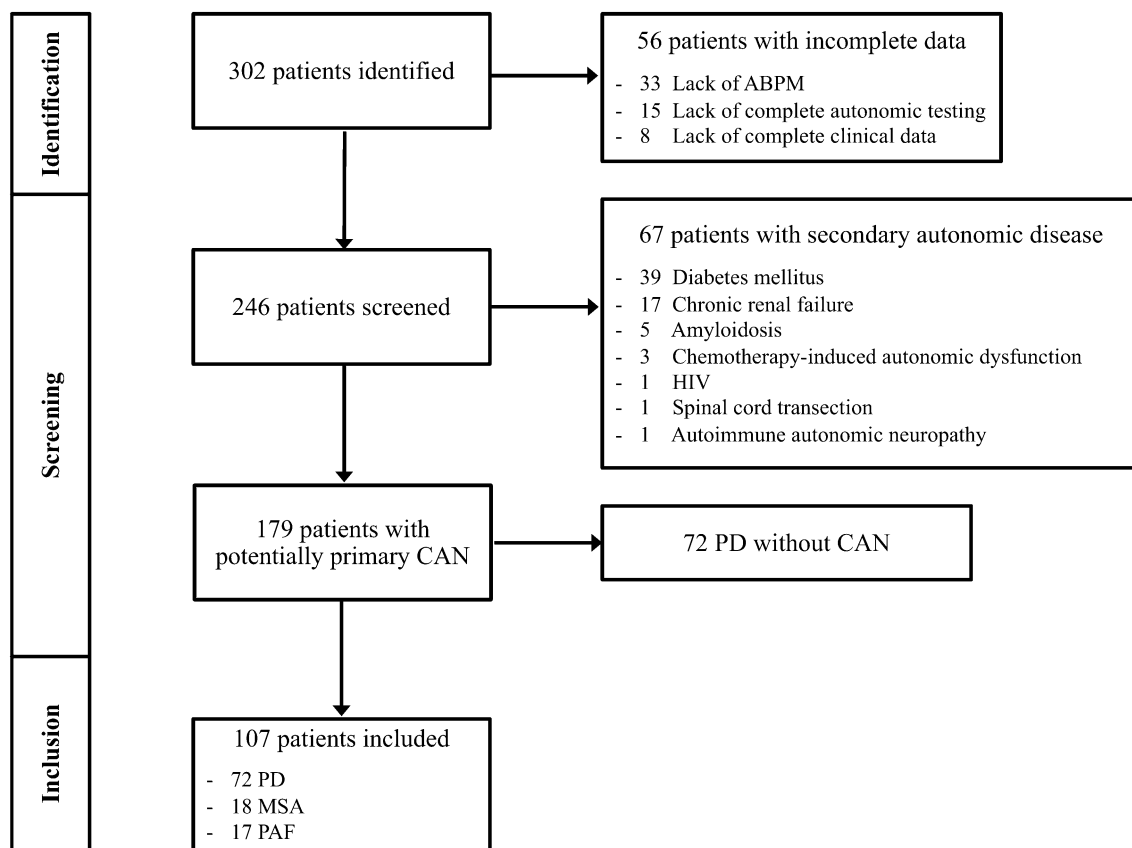 Identification
302 patients identified
56 patients with incomplete data
- 33 Lack of ABPM
- 15 Lack of complete autonomic testing
- 8 Lack of complete clinical data
Screening
246 patients screened
67 patients with secondary autonomic disease
- 39 Diabetes mellitus
- 17 Chronic renal failure
- 5 Amyloidosis
- 3 Chemotherapy-induced autonomic dysfunction
- 1 HIV
- 1 Spinal cord transection
- 1 Autoimmune autonomic neuropathy
179 patients with
potentially primary CAN
72 PD without CAN
Inclusion
107 patients included
- 72 PD
- 18 MSA
- 17 PAF